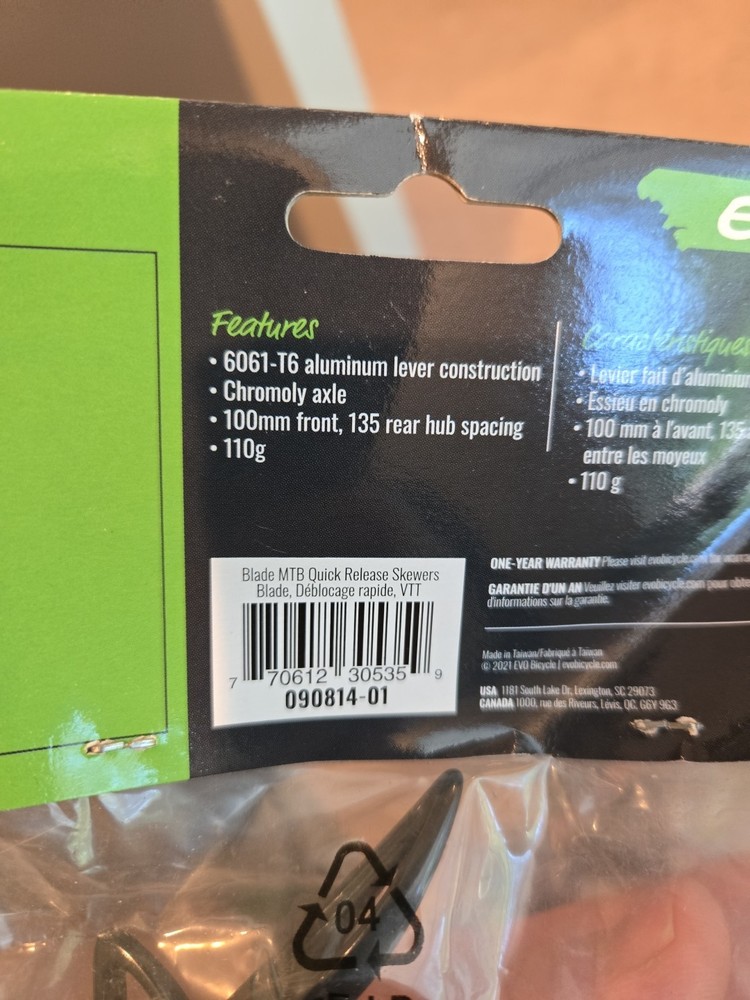 Features
• 6061-T6 aluminum lever construction
• Chromoly axle
• 100mm front, 135 rear hub spacing
• 110g
Caractéristiques
• Levier fait d'aluminium
• Essieu en chromoly
• 100 mm à l'avant, 135
entre les moyeux
• 110 g
Blade MTB Quick Release Skewers
Blade, Déblocage rapide, VTT
7 70612 30535 9
090814-01
ONE-YEAR WARRANTY Please visit evobicycle.com
GARANTIE D'UN AN Veuillez visiter evobicycle.com pour
d'informations sur la garantie.
Made in Taiwan/Fabriqué à Taiwan
© 2021 EVO Bicycle | evobicycle.com
USA 1181 South Lake Dr, Lexington, SC 29073
CANADA 1000, rue des Riveurs, Lévis, QC, G6Y 9G3
04